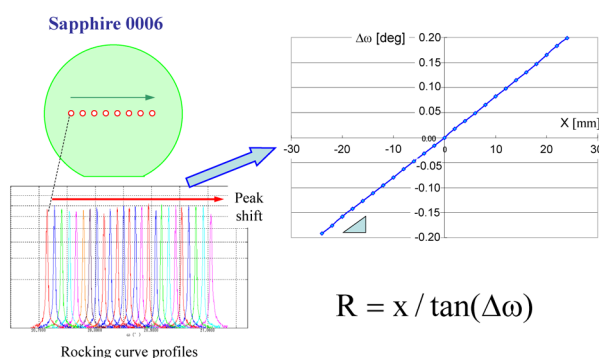 Sapphire 0006
Δω [deg]
0.20
0.15
0.10
0.05
0.00
-0.05
-0.10
-0.15
-0.20
X [mm]
-30
-20
-10
0
10
20
30
Peak
shift
Rocking curve profiles
R = x / tan(Δω)